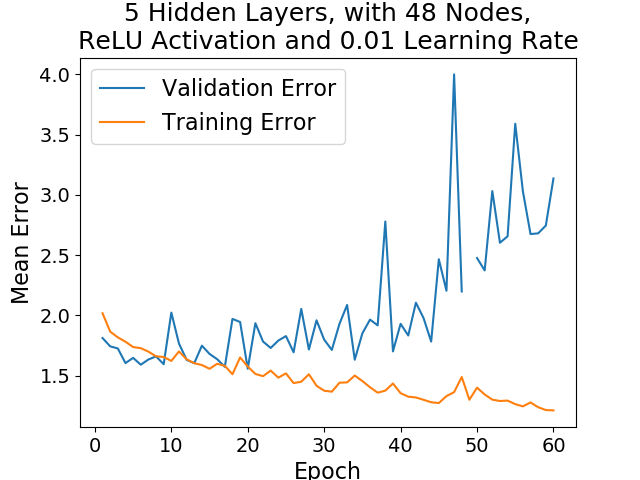 5 Hidden Layers, with 48 Nodes,
ReLU Activation and 0.01 Learning Rate
Validation Error
Training Error
Mean Error
4.0
3.5
3.0
2.5
2.0
1.5
0 10 20 30 40 50 60
Epoch